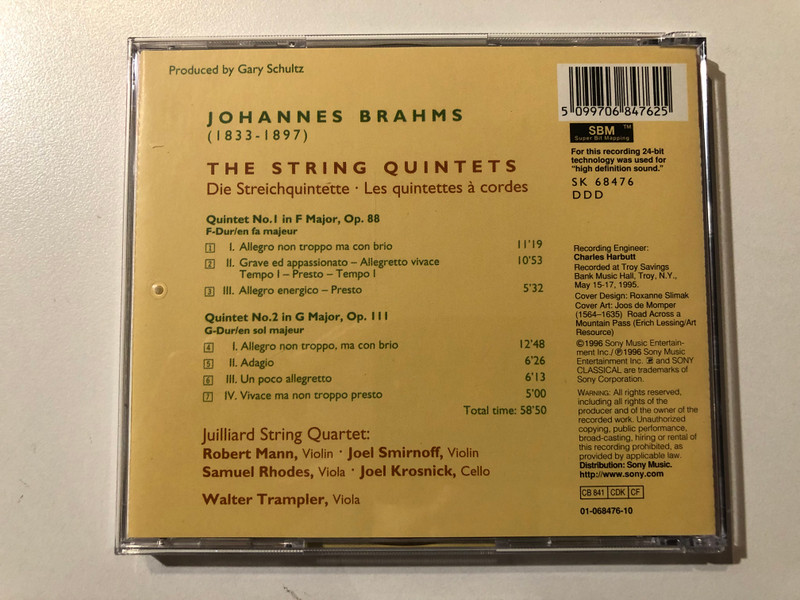 Produced by Gary Schultz
JOHANNES BRAHMS
(1833-1897)
THE STRING QUINTETS
Die Streichquintette · Les quintettes à cordes
Quintet No.1 in F Major, Op. 88
F-Dur/en fa majeur
1 I. Allegro non troppo ma con brio 11'19
2 II. Grave ed appassionato – Allegretto vivace 10'53
Tempo I – Presto – Tempo I
3 III. Allegro energico – Presto 5'32
Quintet No.2 in G Major, Op. 111
G-Dur/en sol majeur
4 I. Allegro non troppo, ma con brio 12'48
5 II. Adagio 6'26
6 III. Un poco allegretto 6'13
7 IV. Vivace ma non troppo presto 5'00
Total time: 58'50
Juilliard String Quartet:
Robert Mann, Violin · Joel Smirnoff, Violin
Samuel Rhodes, Viola · Joel Krosnick, Cello
Walter Trampler, Viola
5 099706 847625
SBM™
Super Bit Mapping
For this recording 24-bit
technology was used for
"high definition sound."
SK 68476
DDD
Recording Engineer:
Charles Harbutt
Recorded at Troy Savings
Bank Music Hall, Troy, N.Y.,
May 15-17, 1995.
Cover Design: Roxanne Slimak
Cover Art: Joos de Momper
(1564–1635) Road Across a
Mountain Pass (Erich Lessing/Art
Resource)
©1996 Sony Music Entertain-
ment Inc./℗1996 Sony Music
Entertainment Inc. and SONY
CLASSICAL are trademarks of
Sony Corporation.
WARNING: All rights reserved,
including all rights of the
producer and of the owner of the
recorded work. Unauthorized
copying, public performance,
broad-casting, hiring or rental of
this recording prohibited, as
provided by applicable law.
Distribution: Sony Music.
http://www.sony.com
CB 841 CDK CF
01-068476-10